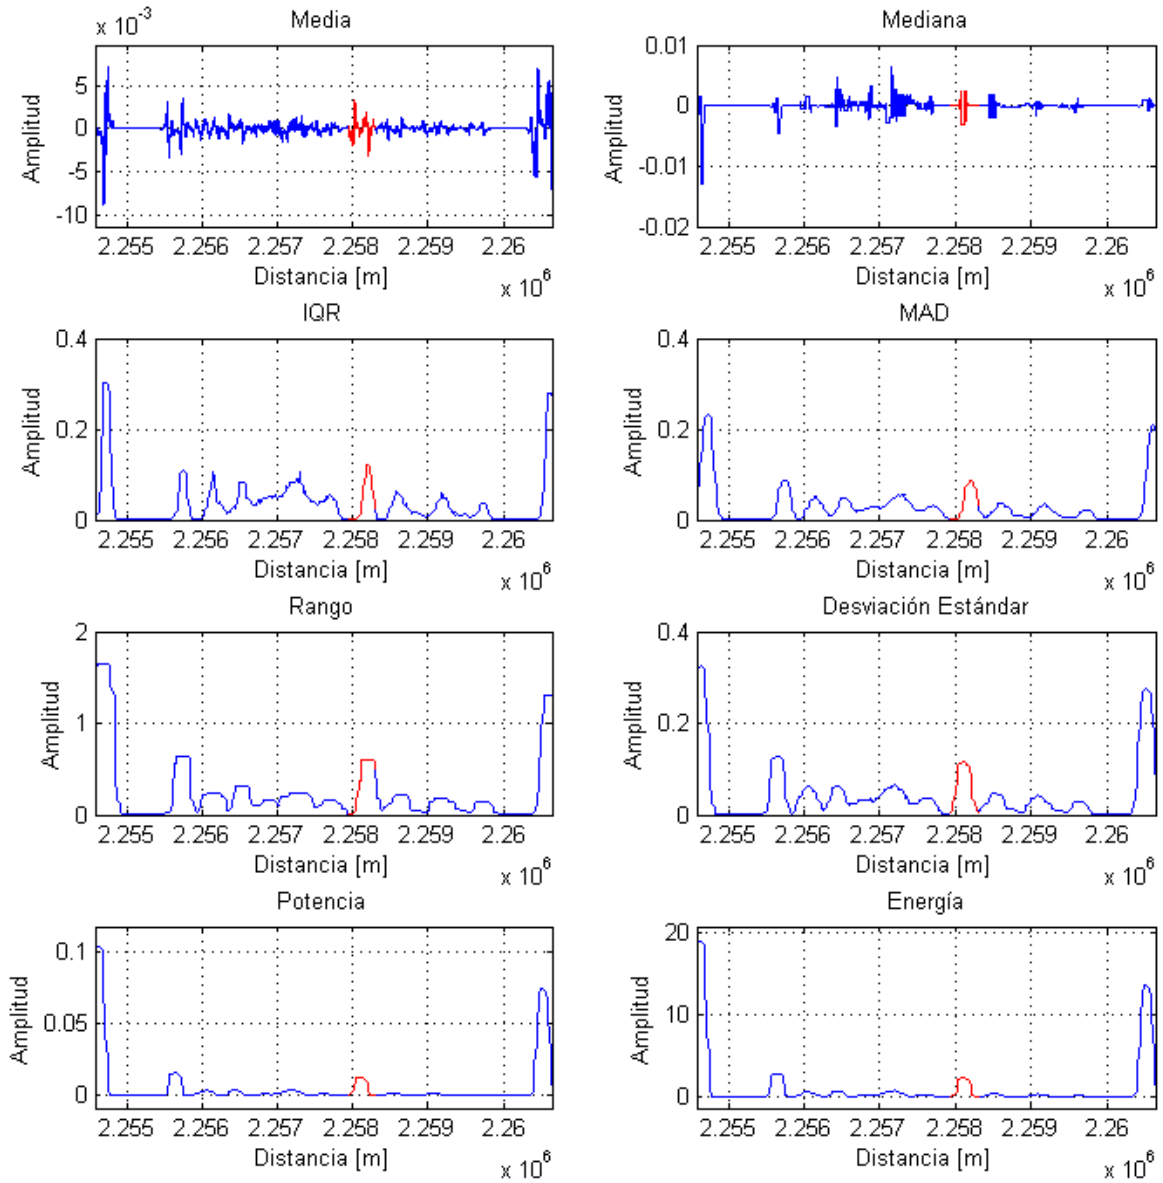 Media
x 10^-3
Amplitud
5
0
-5
-10
2.255 2.256 2.257 2.258 2.259 2.26
Distancia [m]
x 10^6
Mediana
Amplitud
0.01
0
-0.01
-0.02
2.255 2.256 2.257 2.258 2.259 2.26
Distancia [m]
x 10^6
IQR
Amplitud
0.4
0.2
0
2.255 2.256 2.257 2.258 2.259 2.26
Distancia [m]
x 10^6
MAD
Amplitud
0.4
0.2
0
2.255 2.256 2.257 2.258 2.259 2.26
Distancia [m]
x 10^6
Rango
Amplitud
2
1
0
2.255 2.256 2.257 2.258 2.259 2.26
Distancia [m]
x 10^6
Desviación Estándar
Amplitud
0.4
0.2
0
2.255 2.256 2.257 2.258 2.259 2.26
Distancia [m]
x 10^6
Potencia
Amplitud
0.1
0.05
0
2.255 2.256 2.257 2.258 2.259 2.26
Distancia [m]
x 10^6
Energía
Amplitud
20
10
0
2.255 2.256 2.257 2.258 2.259 2.26
Distancia [m]
x 10^6